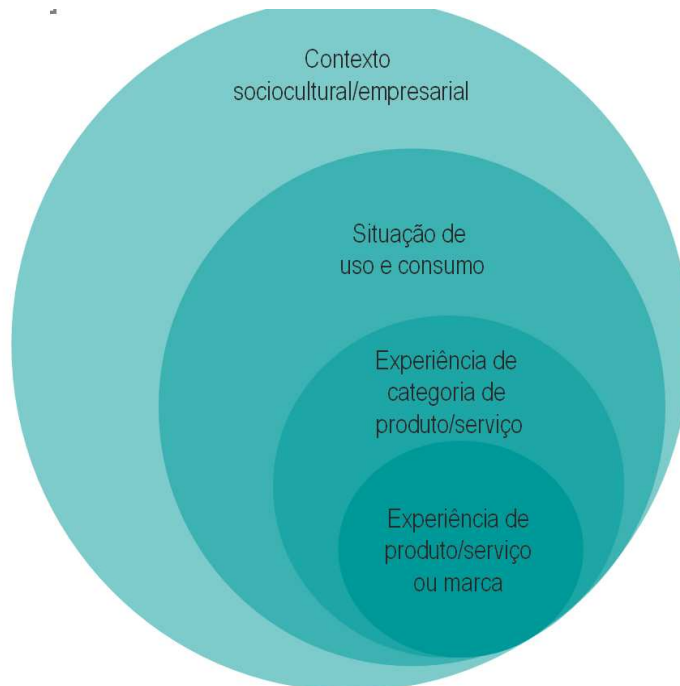 Contexto
sociocultural/empresarial
Situação de
uso e consumo
Experiência de
categoria de
produto/serviço
Experiência de
produto/serviço
ou marca